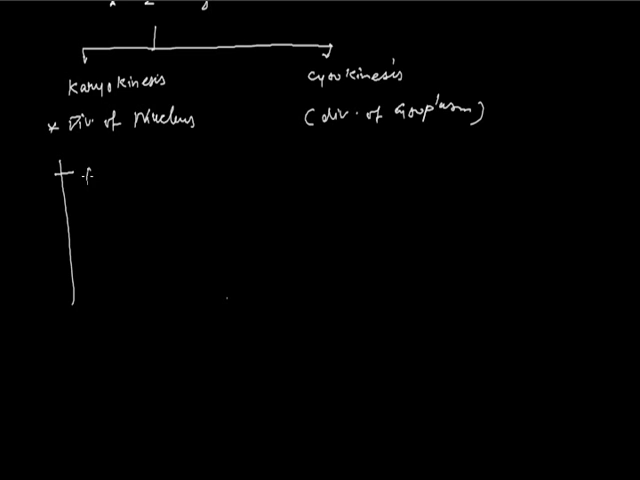 Karyokinesis
cytokinesis
* Div. of Nucleus
(div. of cytoplasm)